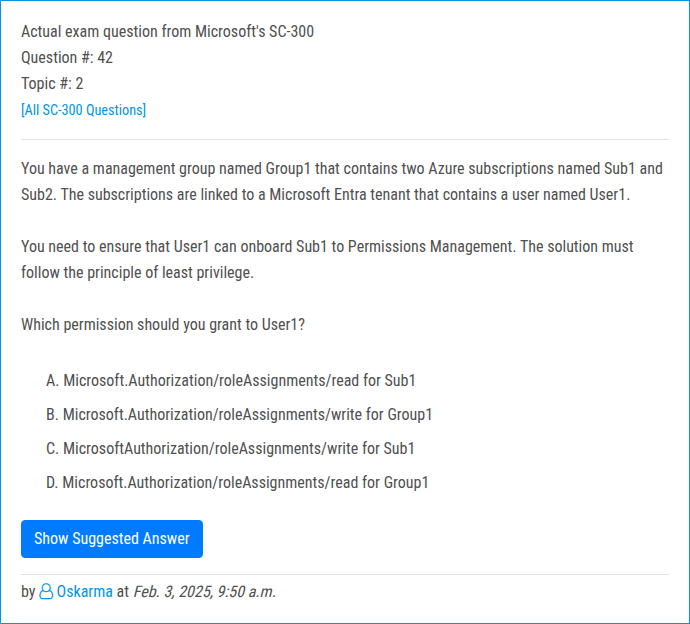 Actual exam question from Microsoft's SC-300
Question #: 42
Topic #: 2
[All SC-300 Questions]
You have a management group named Group1 that contains two Azure subscriptions named Sub1 and
Sub2. The subscriptions are linked to a Microsoft Entra tenant that contains a user named User1.
You need to ensure that User1 can onboard Sub1 to Permissions Management. The solution must
follow the principle of least privilege.
Which permission should you grant to User1?
A. Microsoft.Authorization/roleAssignments/read for Sub1
B. Microsoft.Authorization/roleAssignments/write for Group1
C. MicrosoftAuthorization/roleAssignments/write for Sub1
D. Microsoft.Authorization/roleAssignments/read for Group1
Show Suggested Answer
by Oskarma at Feb. 3, 2025, 9:50 a.m.